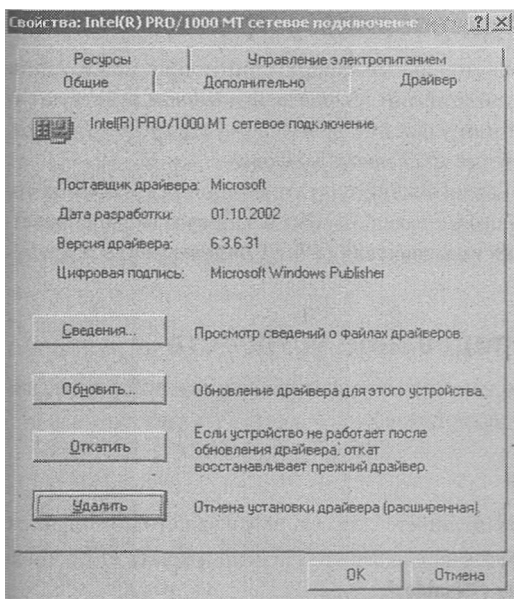 Свойства: Intel(R) PRO/1000 MT сетевое подключение
Ресурсы
Управление электропитанием
Общие
Дополнительно
Драйвер
Intel(R) PRO/1000 MT сетевое подключение
Поставщик драйвера: Microsoft
Дата разработки: 01.10.2002
Версия драйвера: 6.3.6.31
Цифровая подпись: Microsoft Windows Publisher
Сведения...
Просмотр сведений о файлах драйверов.
Обновить...
Обновление драйвера для этого устройства.
Откатить
Если устройство не работает после
обновления драйвера, откат
восстанавливает прежний драйвер.
Удалить
Отмена установки драйвера (расширенная).
OK
Отмена